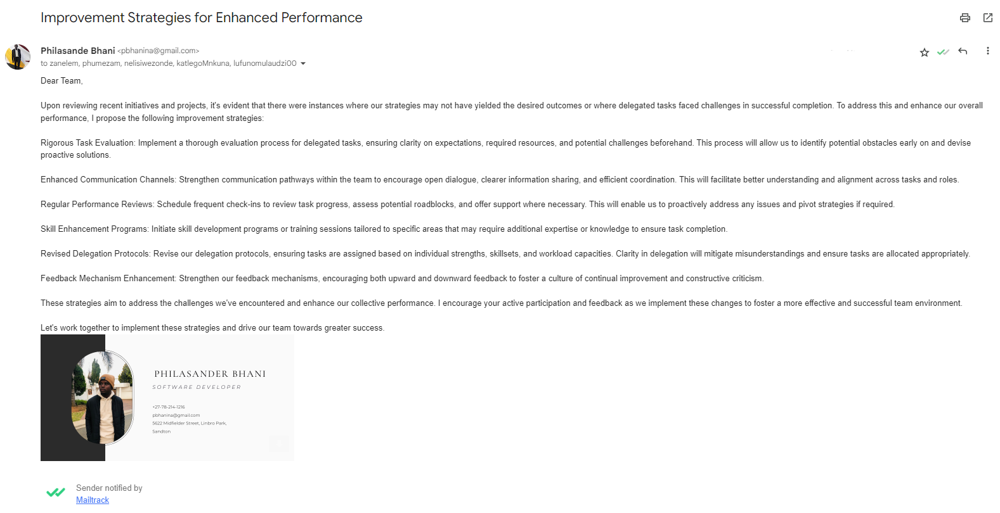 Improvement Strategies for Enhanced Performance
Philasande Bhani <pbhanina@gmail.com>
to zanelem, phumezam, nelisiwezonde, katlegoMnkuna, lufunomulaudzi00
Dear Team,
Upon reviewing recent initiatives and projects, it's evident that there were instances where our strategies may not have yielded the desired outcomes or where delegated tasks faced challenges in successful completion. To address this and enhance our overall
performance, I propose the following improvement strategies:
Rigorous Task Evaluation: Implement a thorough evaluation process for delegated tasks, ensuring clarity on expectations, required resources, and potential challenges beforehand. This process will allow us to identify potential obstacles early on and devise
proactive solutions.
Enhanced Communication Channels: Strengthen communication pathways within the team to encourage open dialogue, clearer information sharing, and efficient coordination. This will facilitate better understanding and alignment across tasks and roles.
Regular Performance Reviews: Schedule frequent check-ins to review task progress, assess potential roadblocks, and offer support where necessary. This will enable us to proactively address any issues and pivot strategies if required.
Skill Enhancement Programs: Initiate skill development programs or training sessions tailored to specific areas that may require additional expertise or knowledge to ensure task completion.
Revised Delegation Protocols: Revise our delegation protocols, ensuring tasks are assigned based on individual strengths, skillsets, and workload capacities. Clarity in delegation will mitigate misunderstandings and ensure tasks are allocated appropriately.
Feedback Mechanism Enhancement: Strengthen our feedback mechanisms, encouraging both upward and downward feedback to foster a culture of continual improvement and constructive criticism.
These strategies aim to address the challenges we've encountered and enhance our collective performance. I encourage your active participation and feedback as we implement these changes to foster a more effective and successful team environment.
Let's work together to implement these strategies and drive our team towards greater success.
PHILASANDER BHANI
SOFTWARE DEVELOPER
+27-78-214-1216
pbhanina@gmail.com
5622 Midfielder Street, Linbro Park,
Sandton
Sender notified by
Mailtrack